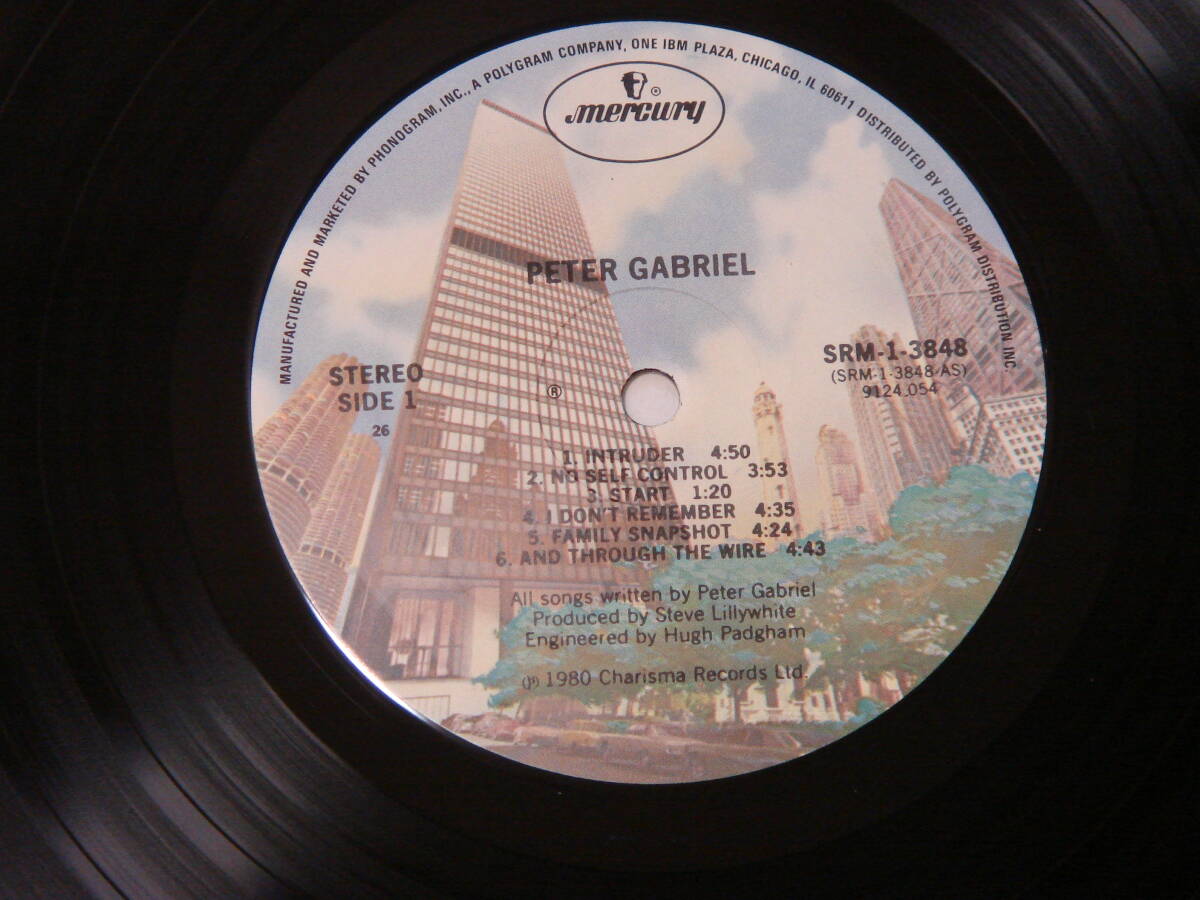 MANUFACTURED AND MARKETED BY PHONOGRAM, INC., A POLYGRAM COMPANY, ONE IBM PLAZA, CHICAGO, IL 60611 DISTRIBUTED BY POLYGRAM DISTRIBUTION INC
mercury ®
PETER GABRIEL
STEREO
SIDE 1
26
®
SRM-1-3848
(SRM-1-3848-AS)
9124.054
1. INTRUDER 4:50
2. NO SELF CONTROL 3:53
3. START 1:20
4. I DON'T REMEMBER 4:35
5. FAMILY SNAPSHOT 4:24
6. AND THROUGH THE WIRE 4:43
All songs written by Peter Gabriel
Produced by Steve Lillywhite
Engineered by Hugh Padgham
℗ 1980 Charisma Records Ltd.